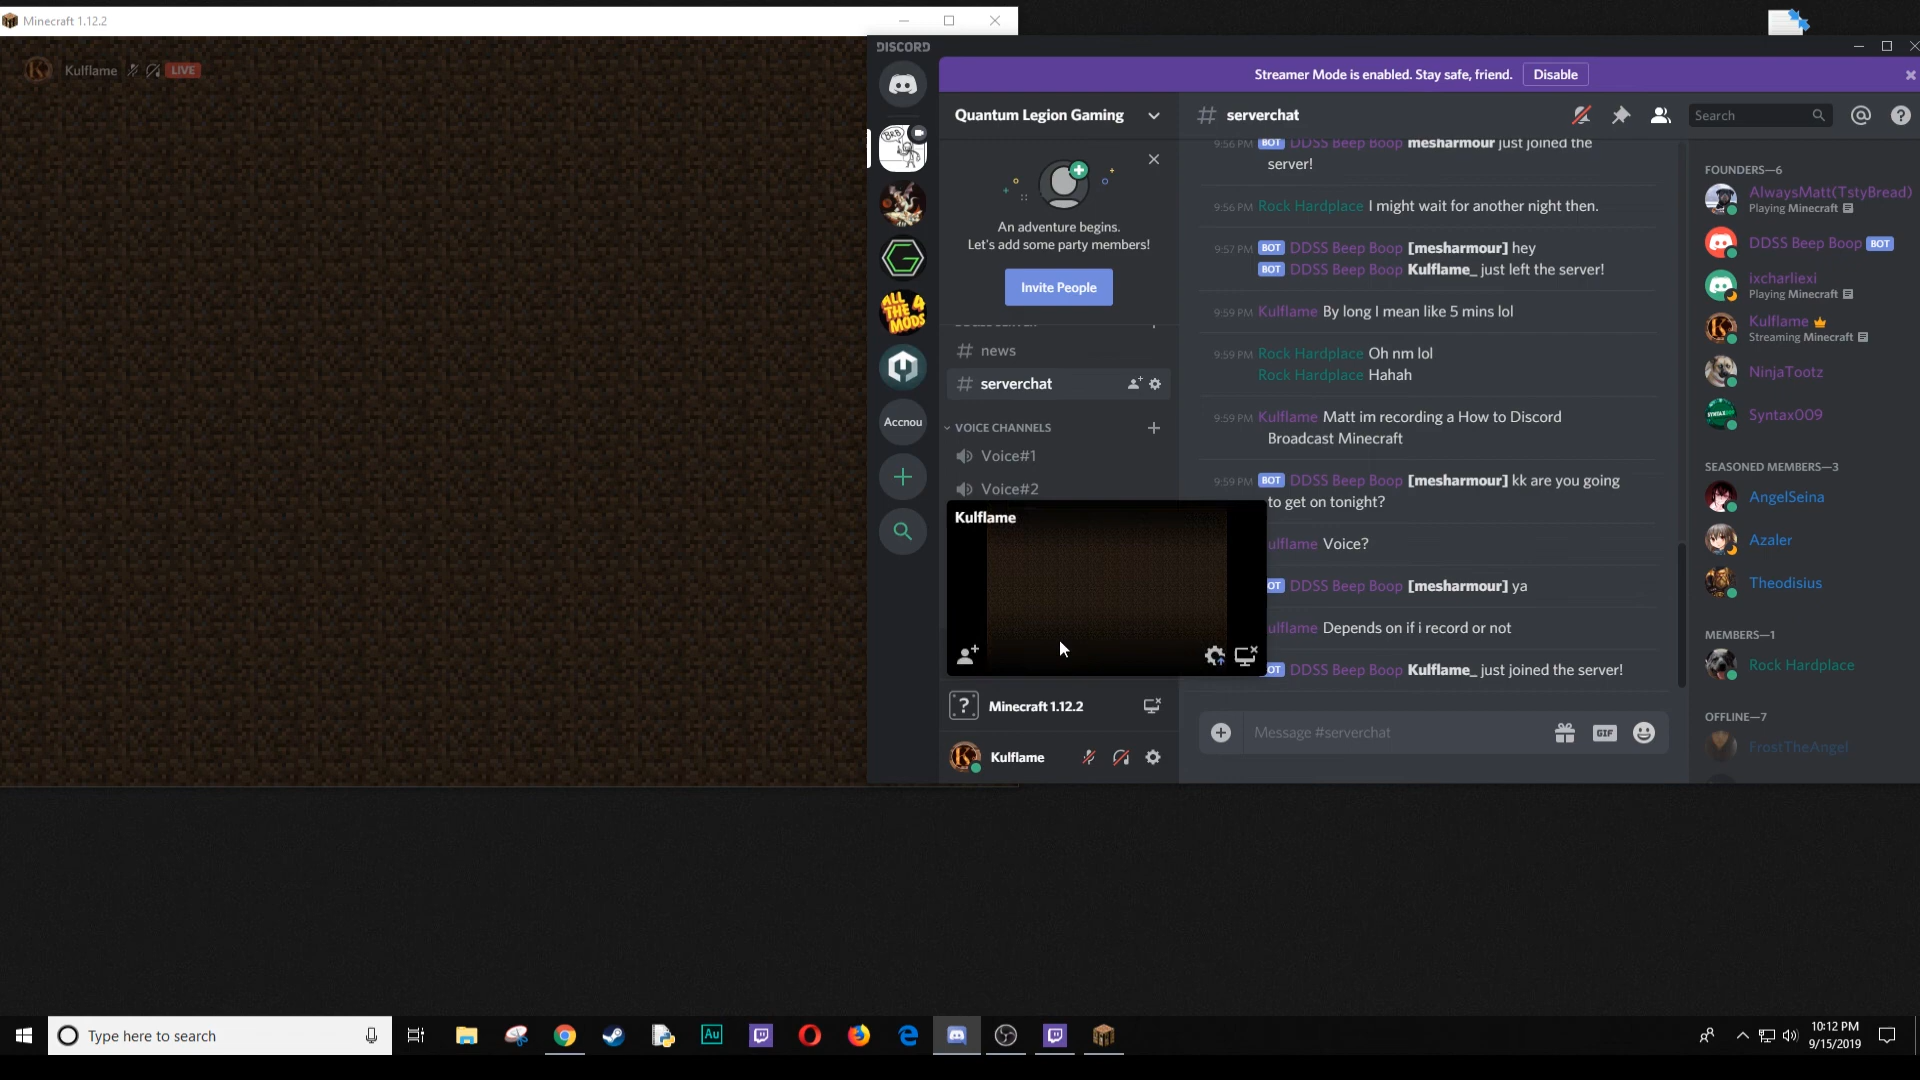 Minecraft 1.12.2
Kulflame LIVE
DISCORD
Streamer Mode is enabled. Stay safe, friend. Disable
Quantum Legion Gaming
An adventure begins.
Let's add some party members!
Invite People
# news
# serverchat
VOICE CHANNELS
Voice#1
Voice#2
Kulflame
Minecraft 1.12.2
Kulflame
BRB
ALL
THE 4
MODS
Accnou
# serverchat
Search
9:56 PM BOT DDSS Beep Boop mesharmour just joined the
server!
9:56 PM Rock Hardplace I might wait for another night then.
9:57 PM BOT DDSS Beep Boop [mesharmour] hey
BOT DDSS Beep Boop Kulflame_ just left the server!
9:59 PM Kulflame By long I mean like 5 mins lol
9:59 PM Rock Hardplace Oh nm lol
Rock Hardplace Hahah
9:59 PM Kulflame Matt im recording a How to Discord
Broadcast Minecraft
9:59 PM BOT DDSS Beep Boop [mesharmour] kk are you going
to get on tonight?
ulflame Voice?
OT DDSS Beep Boop [mesharmour] ya
ulflame Depends on if i record or not
OT DDSS Beep Boop Kulflame_ just joined the server!
Message #serverchat
GIF
FOUNDERS—6
AlwaysMatt(TstyBread)
Playing Minecraft
DDSS Beep Boop BOT
ixcharliexi
Playing Minecraft
Kulflame
Streaming Minecraft
NinjaTootz
Syntax009
SEASONED MEMBERS—3
AngelSeina
Azaler
Theodisius
MEMBERS—1
Rock Hardplace
OFFLINE—7
FrostTheAngel
Type here to search
Au
10:12 PM
9/15/2019